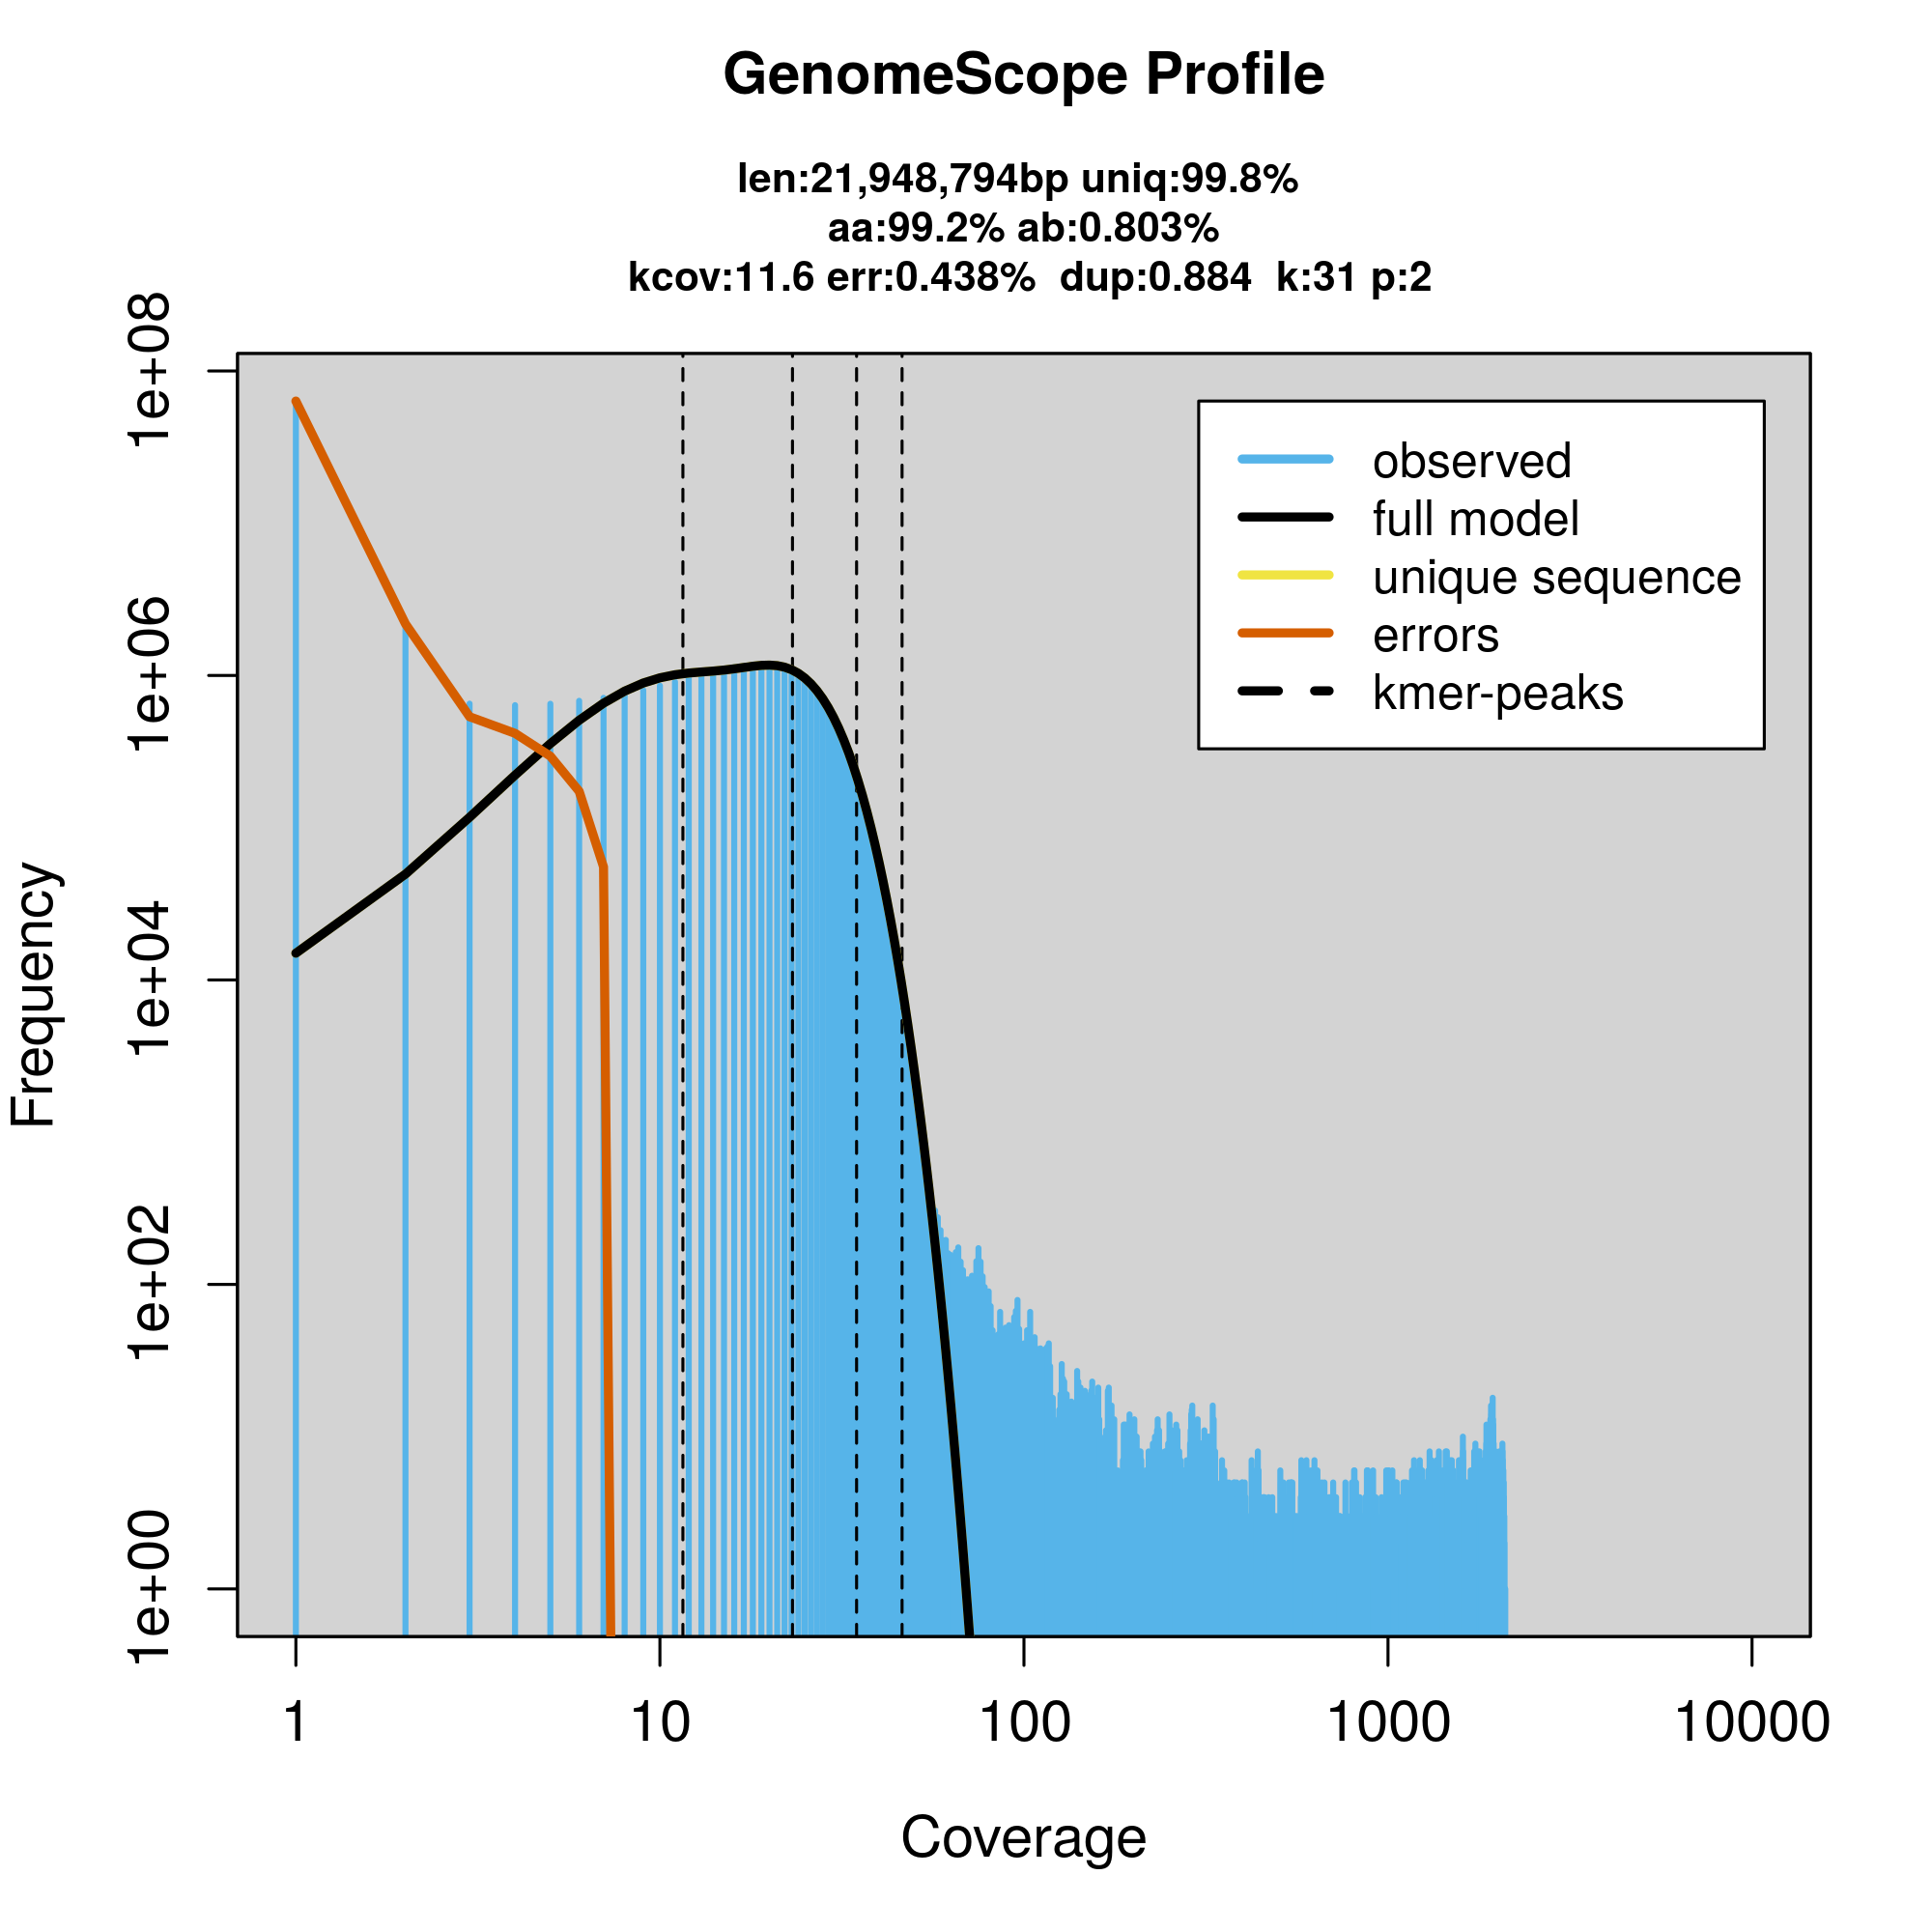 GenomeScope Profile
len:21,948,794bp uniq:99.8%
aa:99.2% ab:0.803%
kcov:11.6 err:0.438% dup:0.884 k:31 p:2
1e+08
1e+06
1e+04
1e+02
1e+00
Frequency
observed
full model
unique sequence
errors
kmer-peaks
1 10 100 1000 10000
Coverage